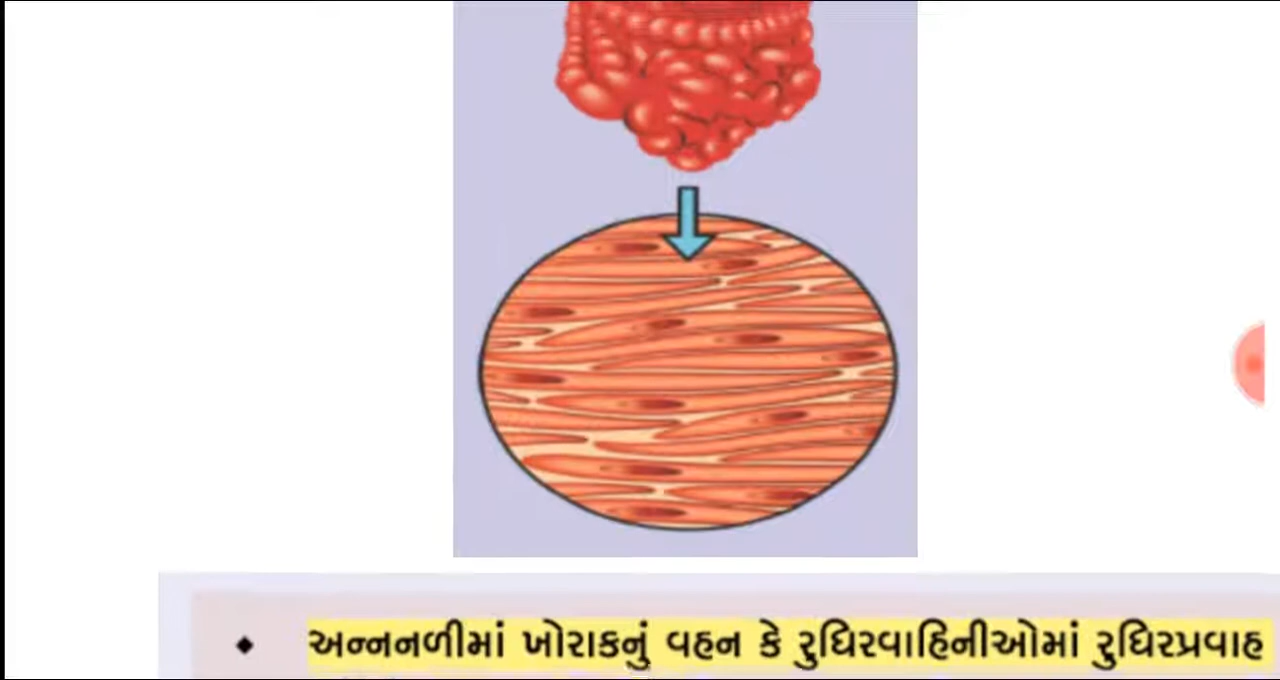 ♦ અન્નનળીમાં ખોરાકનું વહન કે રુધિરવાહિનીઓમાં રુધિરપ્રવાહ